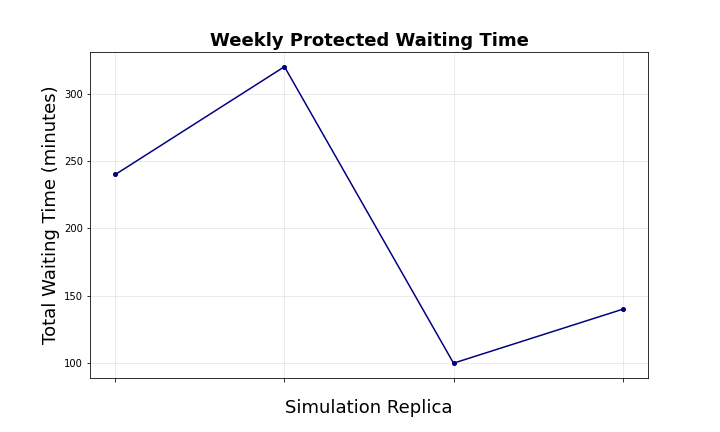 Weekly Protected Waiting Time
Total Waiting Time (minutes)
300
250
200
150
100
Simulation Replica